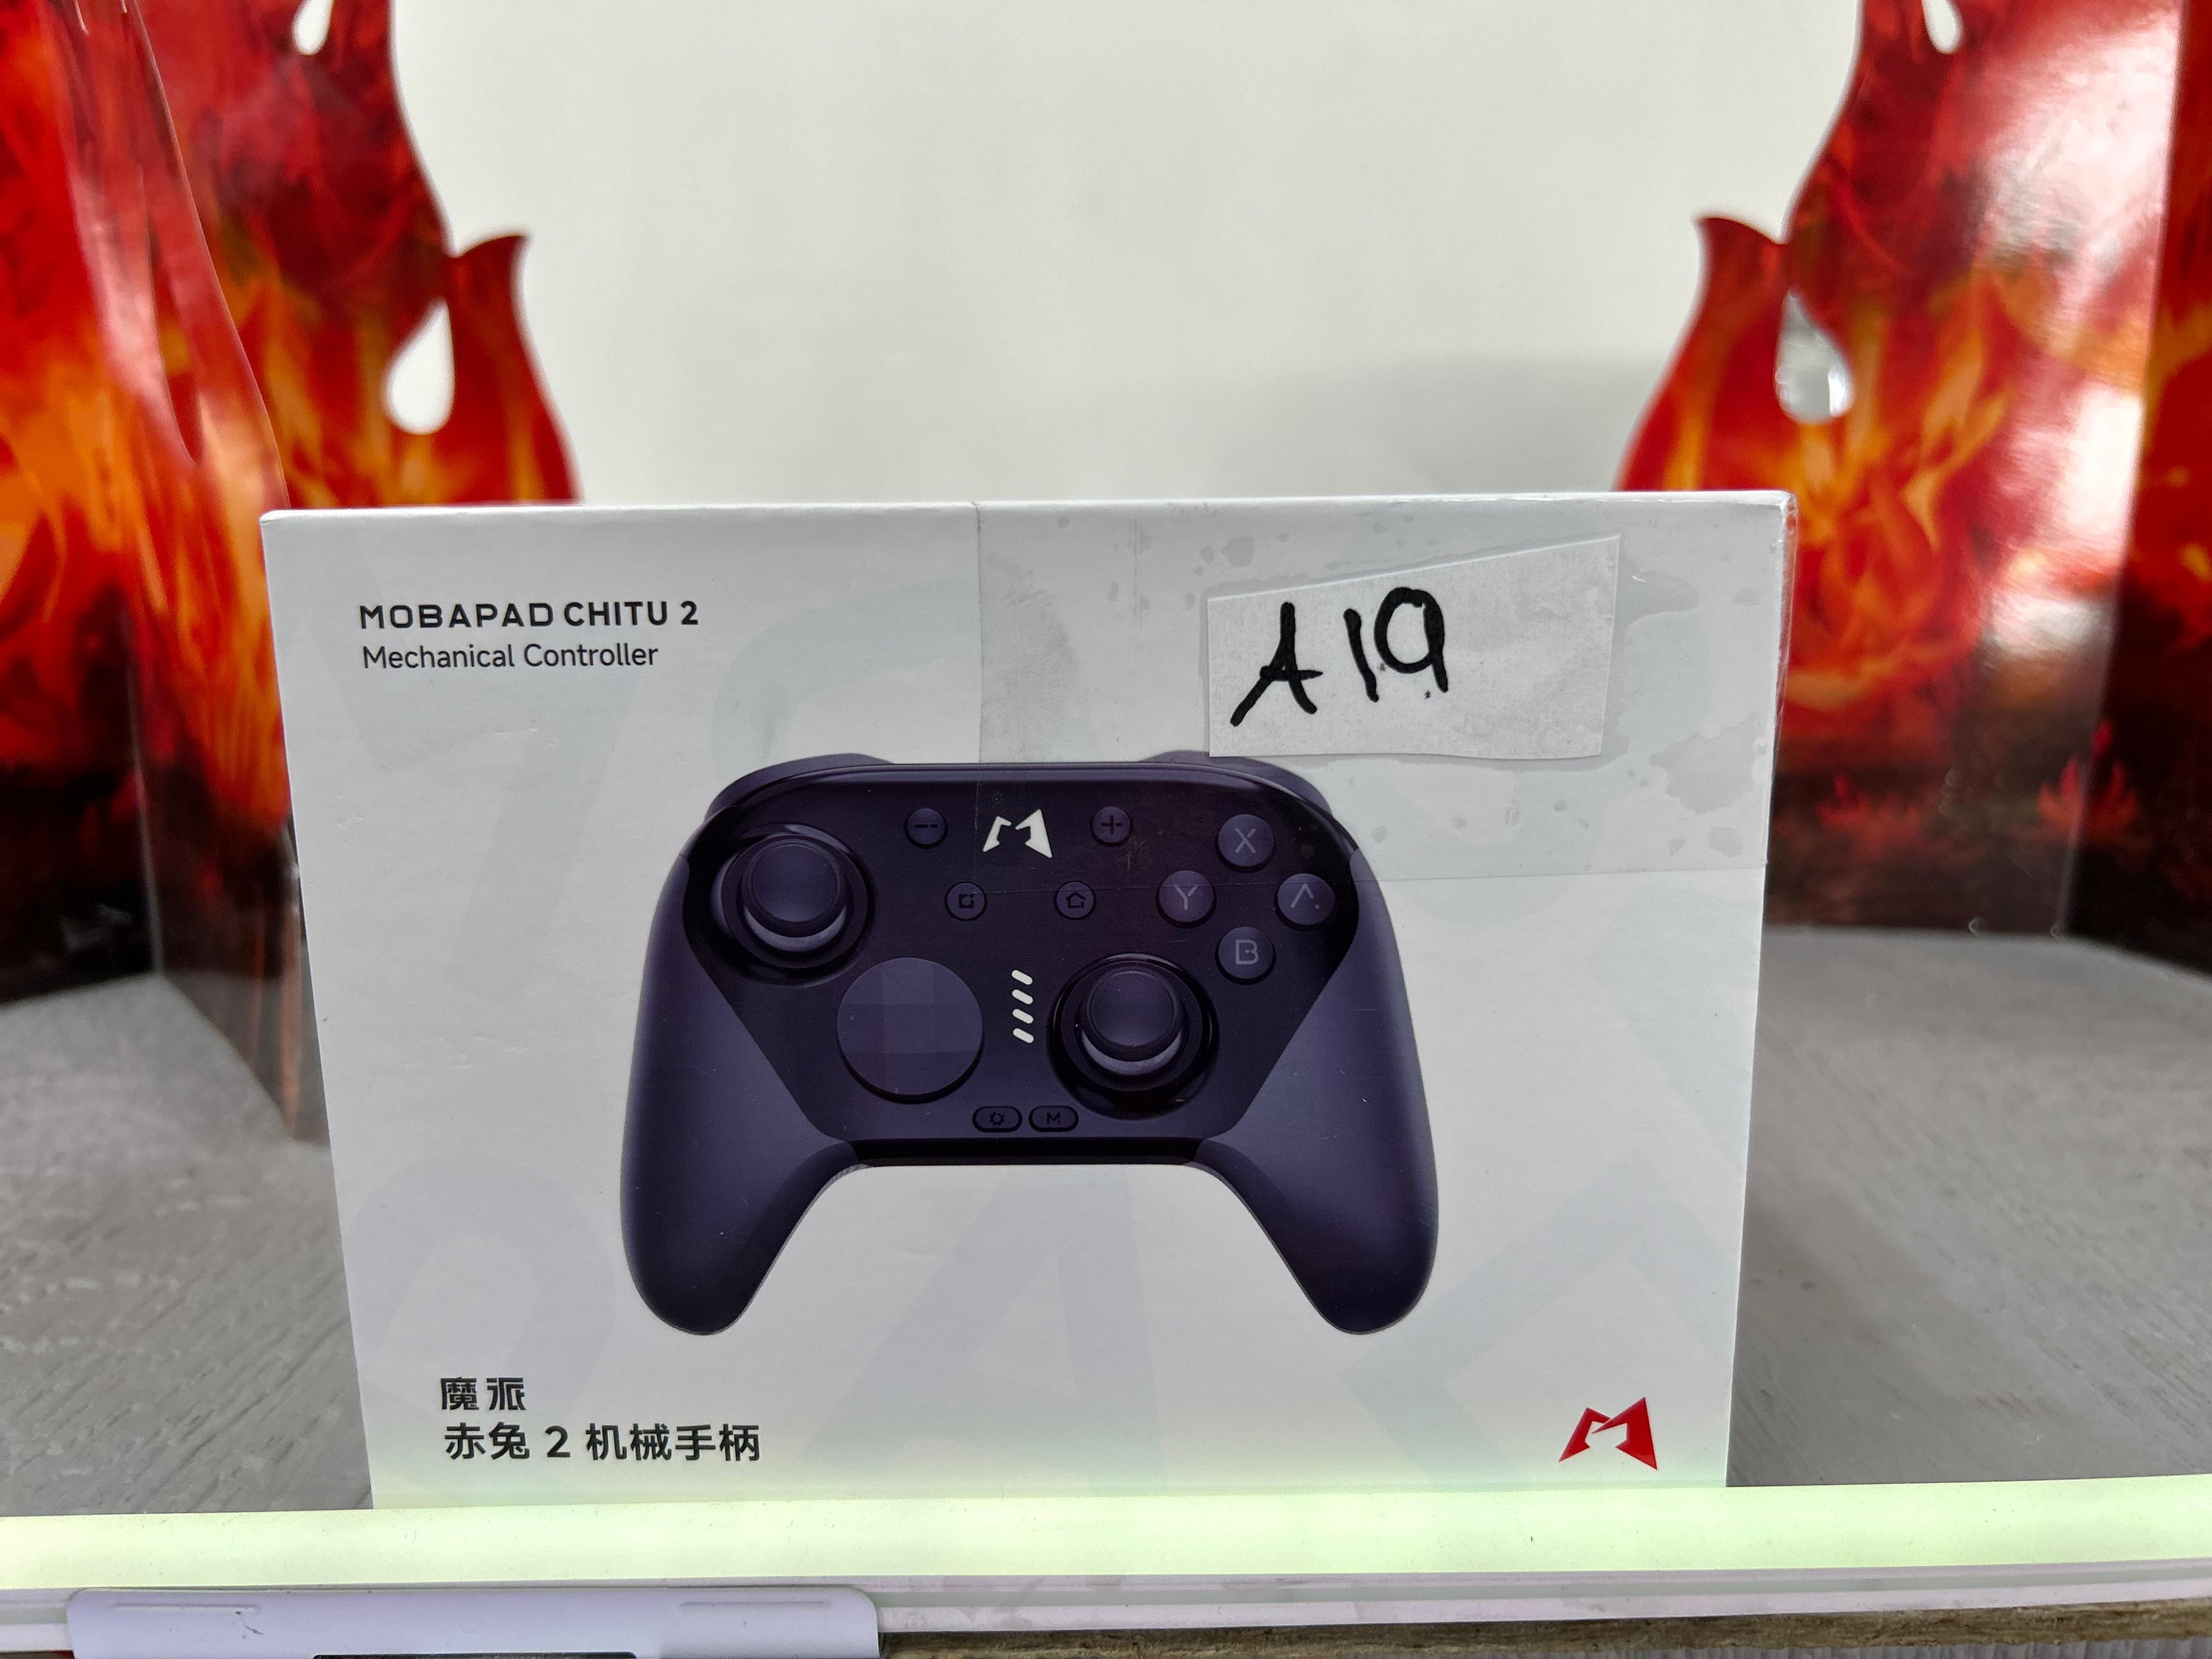 MOBAPAD CHITU 2
Mechanical Controller
A19
X
Y
A
B
M
魔派
赤兔 2 机械手柄